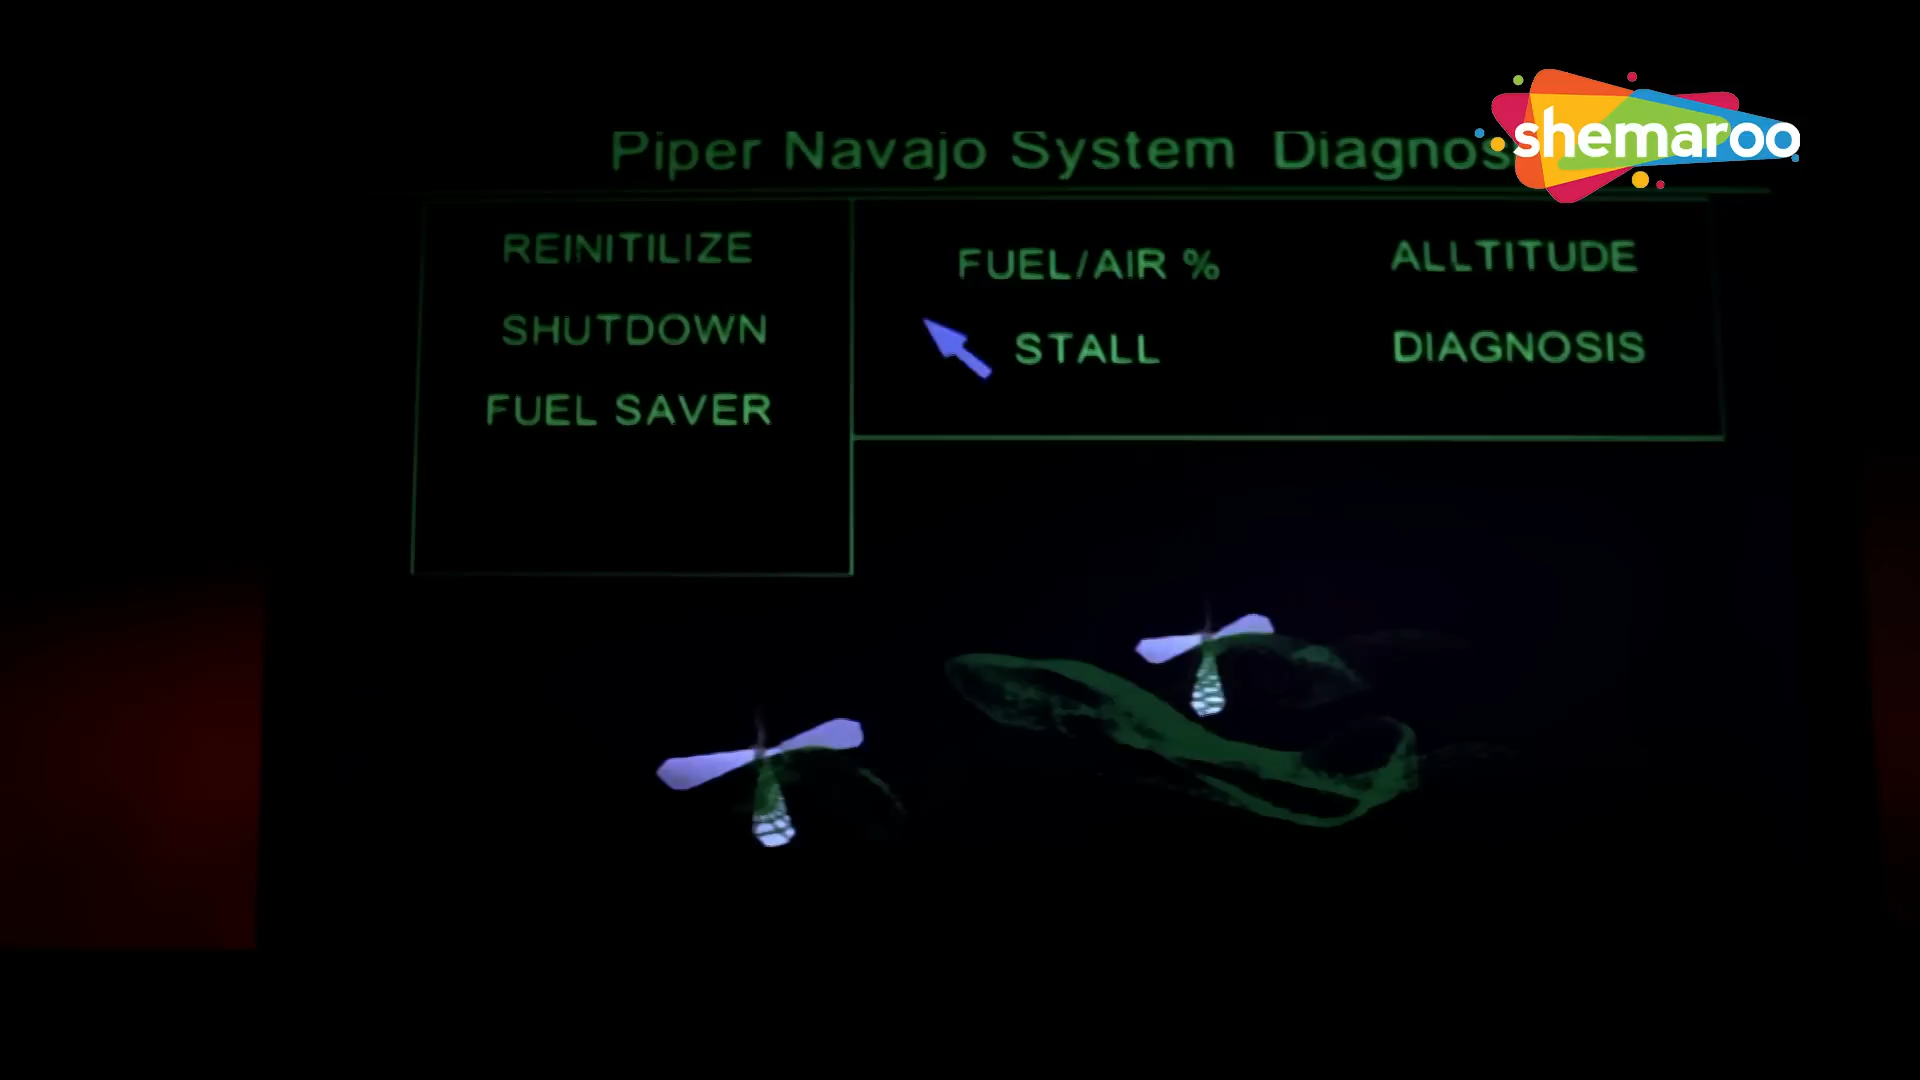 Piper Navajo System Diagnos
shemaroo
REINITILIZE
SHUTDOWN
FUEL SAVER
FUEL/AIR %
ALLTITUDE
STALL
DIAGNOSIS